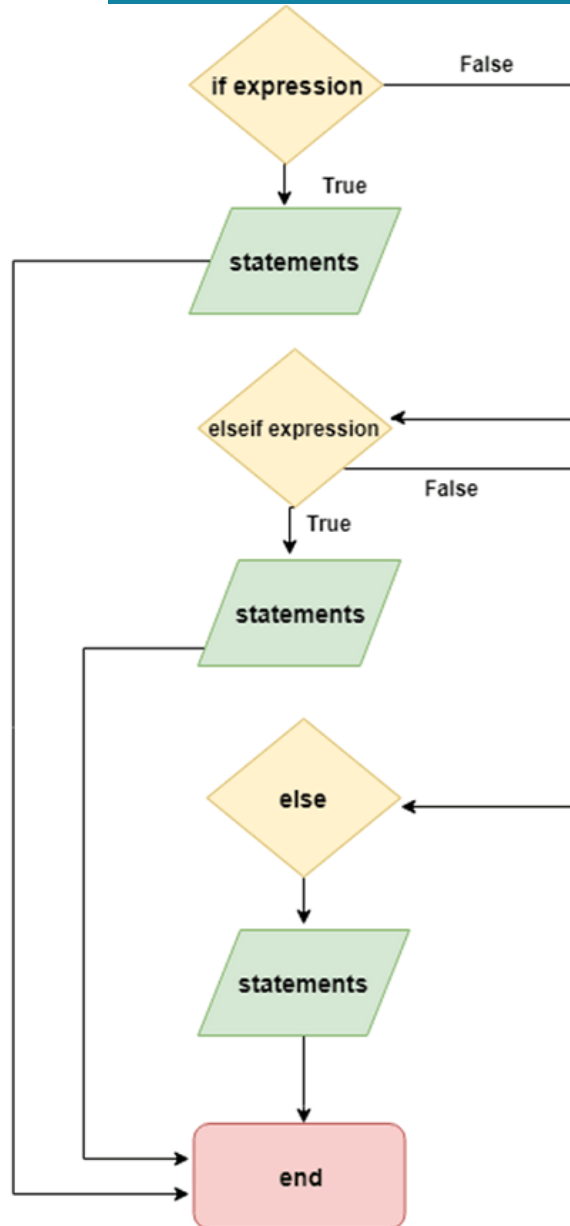 if expression
False
True
statements
elseif expression
False
True
statements
else
statements
end